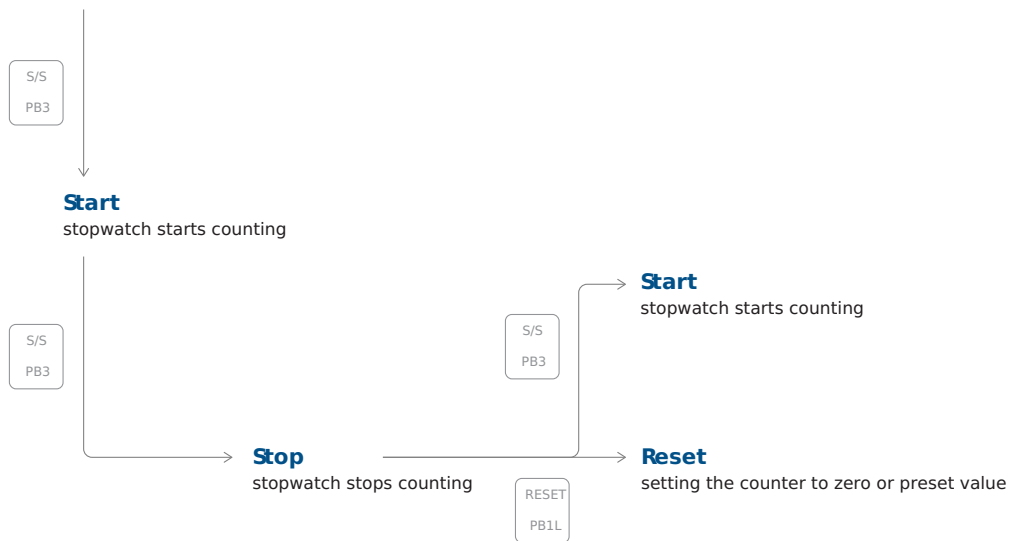 S/S
PB3
Start
stopwatch starts counting
S/S
PB3
Start
stopwatch starts counting
S/S
PB3
Stop
stopwatch stops counting
RESET
PB1L
Reset
setting the counter to zero or preset value